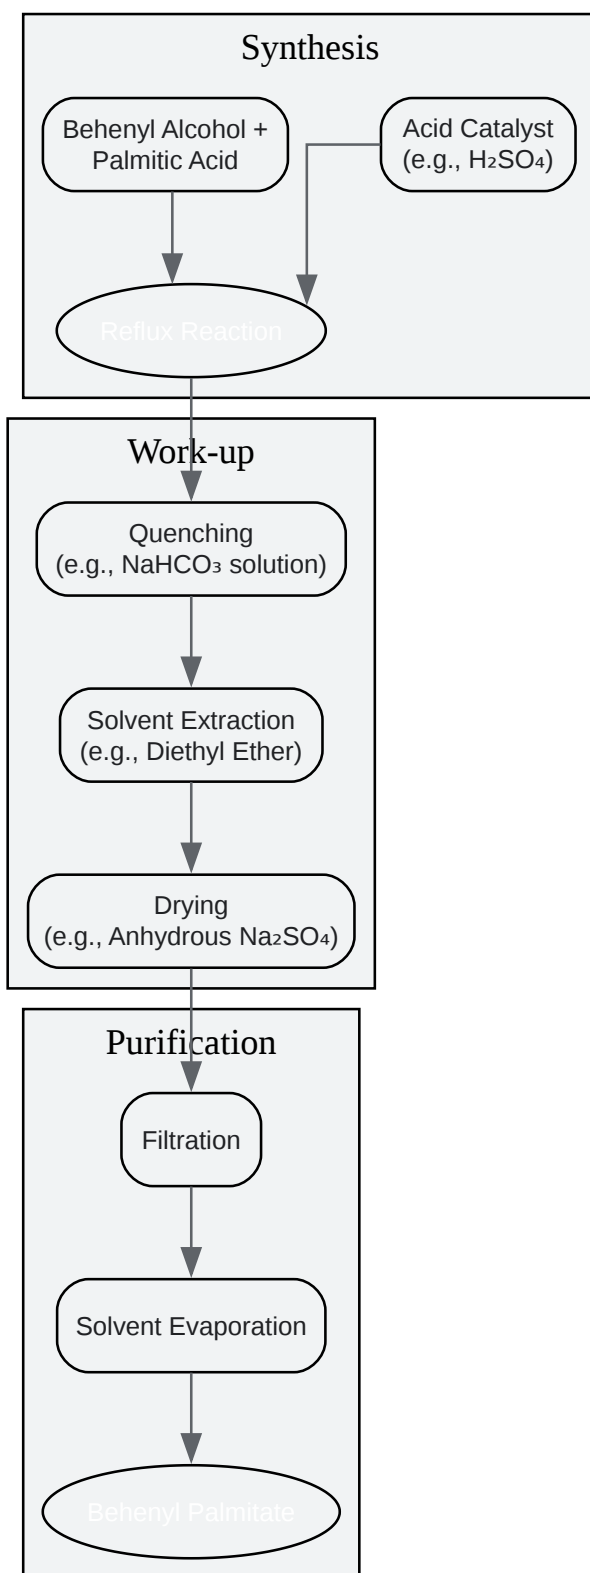 Synthesis
Behenyl Alcohol +
Palmitic Acid
Acid Catalyst
(e.g., H₂SO₄)
Reflux Reaction
Work-up
Quenching
(e.g., NaHCO₃ solution)
Solvent Extraction
(e.g., Diethyl Ether)
Drying
(e.g., Anhydrous Na₂SO₄)
Purification
Filtration
Solvent Evaporation
Behenyl Palmitate